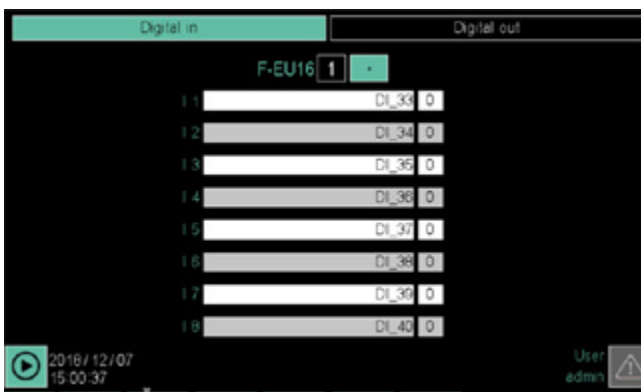 Digital in
Digital out
F-EU16 1 -
I 1 DI_33 0
I 2 DI_34 0
I 3 DI_35 0
I 4 DI_36 0
I 5 DI_37 0
I 6 DI_38 0
I 7 DI_39 0
I 8 DI_40 0
2018/12/07
15:00:37
User
admin